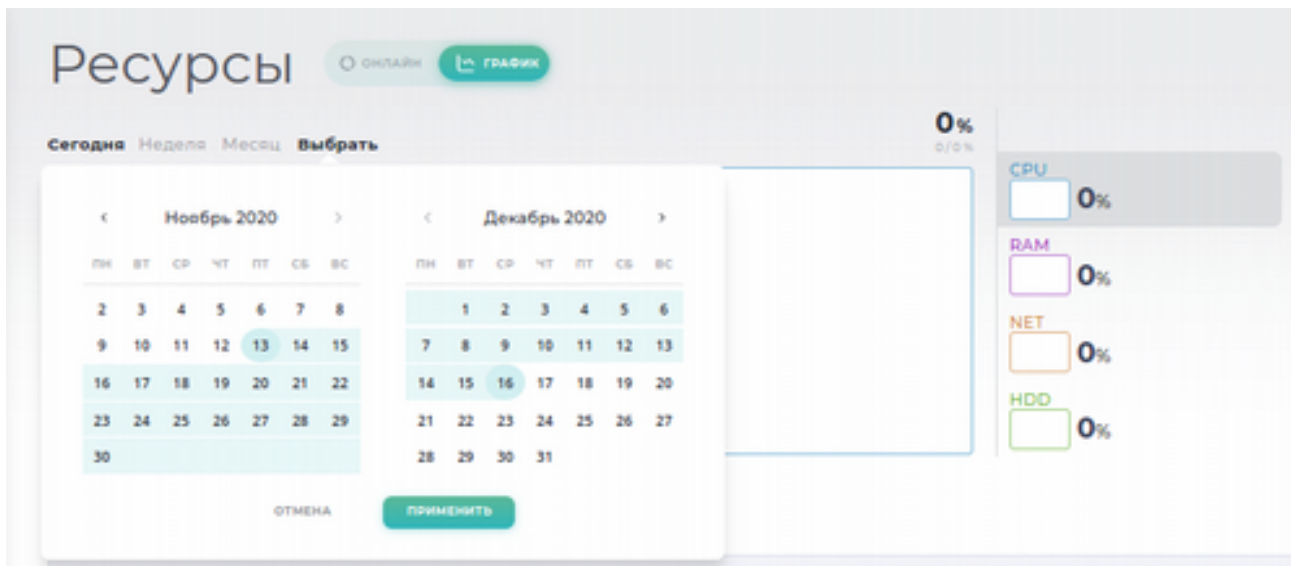 Ресурсы
ОНЛАЙН ГРАФИК
Сегодня Неделя Месяц Выбрать
0%
0/0%
‹ Ноябрь 2020 ›
ПН ВТ СР ЧТ ПТ СБ ВС
2 3 4 5 6 7 8
9 10 11 12 13 14 15
16 17 18 19 20 21 22
23 24 25 26 27 28 29
30
‹ Декабрь 2020 ›
ПН ВТ СР ЧТ ПТ СБ ВС
1 2 3 4 5 6
7 8 9 10 11 12 13
14 15 16 17 18 19 20
21 22 23 24 25 26 27
28 29 30 31
ОТМЕНА ПРИМЕНИТЬ
CPU
0%
RAM
0%
NET
0%
HDD
0%